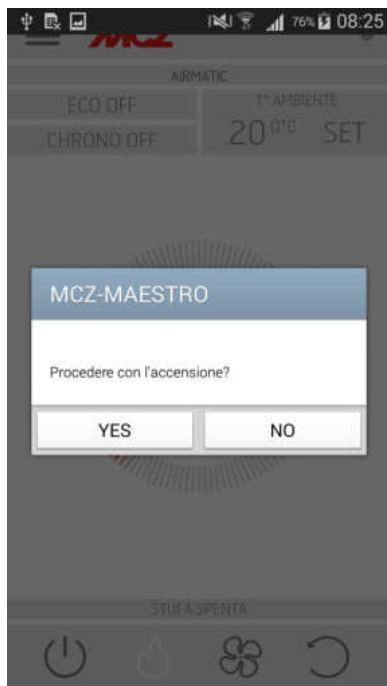 76% 08:25
MCZ
AIRMATIC
ECO OFF
T° AMBIENTE
CHRONO OFF
20.0°C SET
MCZ-MAESTRO
Procedere con l'accensione?
YES NO
STUFA SPENTA